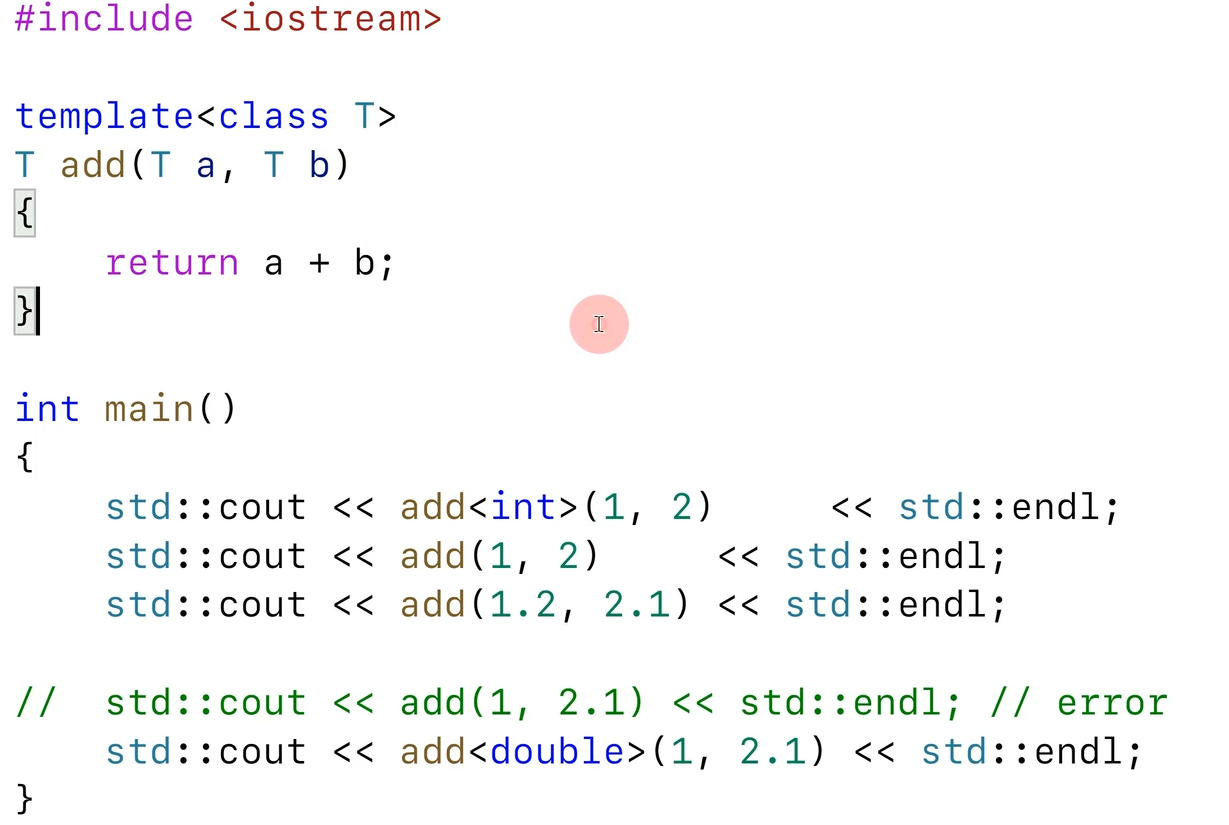 #include <iostream>
template<class T>
T add(T a, T b)
{
    return a + b;
}
int main()
{
    std::cout << add<int>(1, 2)     << std::endl;
    std::cout << add(1, 2)     << std::endl;
    std::cout << add(1.2, 2.1) << std::endl;
//  std::cout << add(1, 2.1) << std::endl; // error
    std::cout << add<double>(1, 2.1) << std::endl;
}